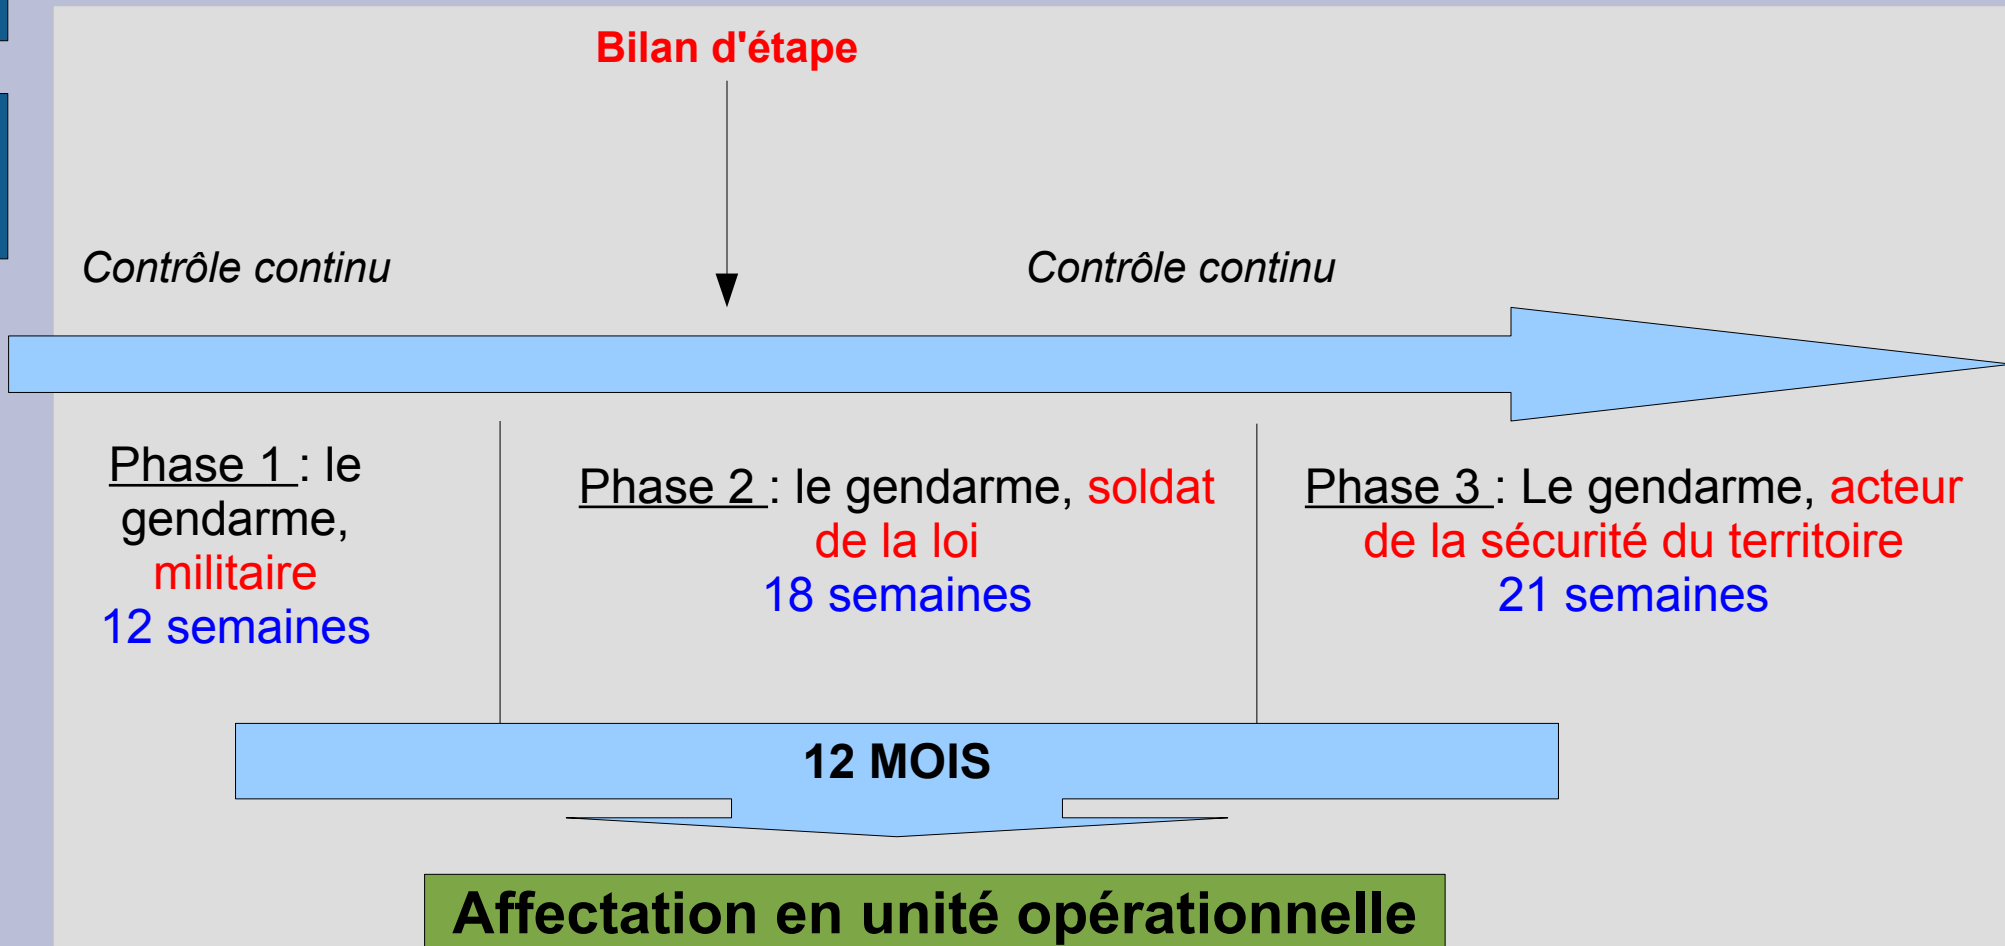 Bilan d'étape
Contrôle continu
Contrôle continu
Phase 1 : le
gendarme,
militaire
12 semaines
Phase 2 : le gendarme, soldat
de la loi
18 semaines
Phase 3 : Le gendarme, acteur
de la sécurité du territoire
21 semaines
12 MOIS
Affectation en unité opérationnelle